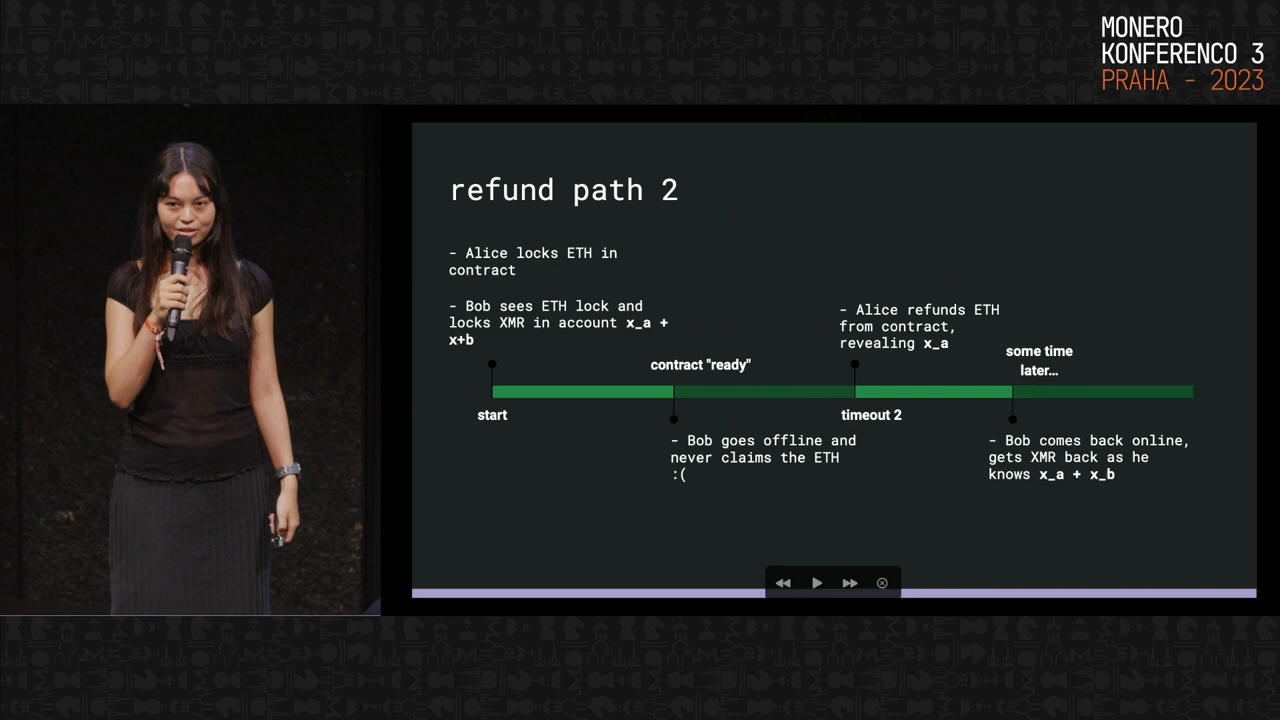 MONERO
KONFERENCO 3
PRAHA - 2023
refund path 2
- Alice locks ETH in
contract
- Bob sees ETH lock and
locks XMR in account x_a +
x+b
- Alice refunds ETH
from contract,
revealing x_a
some time
later…
contract "ready"
start
timeout 2
- Bob goes offline and
never claims the ETH
:(
- Bob comes back online,
gets XMR back as he
knows x_a + x_b